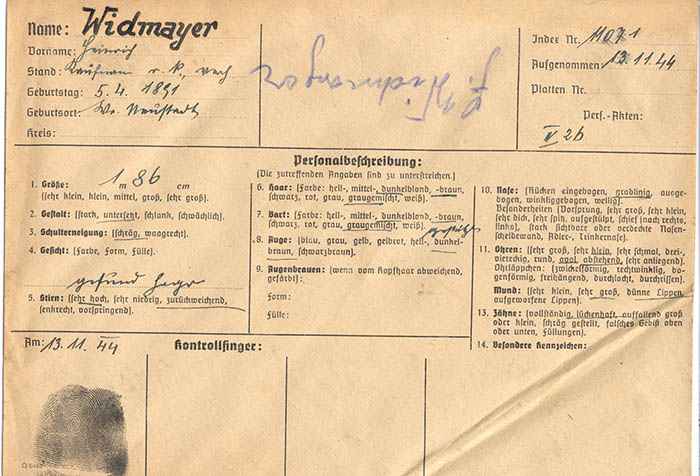 Name: Widmayer
Vorname: Heinrich
Stand: Kaufmann r. k., verh
Geburtstag: 5. 4. 1891
Geburtsort: Wr. Neustadt
Kreis:
H. Widmayer
Index Nr. 11071
Aufgenommen: 13. 11. 44
Platten Nr.
Pers.-Akten:
II 2b
Personalbeschreibung:
(Die zutreffenden Angaben sind zu unterstreichen.)
1. Größe: 1 m 86 cm
(sehr klein, klein, mittel, groß, sehr groß).
2. Gestalt: (stark, untersetzt, schlank, schwächlich).
3. Schulterneigung: (schräg, waagrecht).
4. Gesicht: (Farbe, Form, Fülle).
gesund
5. Stirn: (sehr hoch, sehr niedrig, zurückweichend,
senkrecht, vorspringend).
6. Haar: (Farbe: hell-, mittel-, dunkelblond, -braun,
schwarz, rot, grau, graugemischt, weiß).
7. Bart: (Farbe: hell-, mittel-, dunkelblond, -braun,
schwarz, rot, grau, graugemischt, weiß).
8. Auge: (blau, grau, gelb, gelbrot, hell-, dunkel-
braun, schwarzbraun).
9. Augenbrauen: (wenn vom Kopfhaar abweichend,
gefärbt):
Form:
Fülle:
10. Nase: (Rücken eingebogen, gradlinig, ausge-
bogen, winkliggebogen, wellig).
Besonderheiten (Vorsprung, sehr groß, sehr klein,
sehr dick, sehr spitz, aufgestülpt, schief (nach rechts,
links), stark sichtbare oder verdeckte Nasen-
scheidewand, Adler-, Trinkernase).
11. Ohren: (sehr groß, sehr klein, sehr schmal, drei-,
viereckig, rund, oval, abstehend, sehr anliegend).
Ohrläppchen: (zwickelförmig, rechtwinklig, bo-
genförmig, freihängend, durchlocht, durchrissen).
Mund: (sehr klein, sehr groß, dünne Lippen,
aufgeworfene Lippen).
13. Zähne: (vollständig, lückenhaft, auffallend groß
oder klein, schräg gestellt, falsches Gebiß oben
oder unten, Füllungen).
14. Besondere Kennzeichen:
Am: 13. 11. 44
Kontrollfinger: